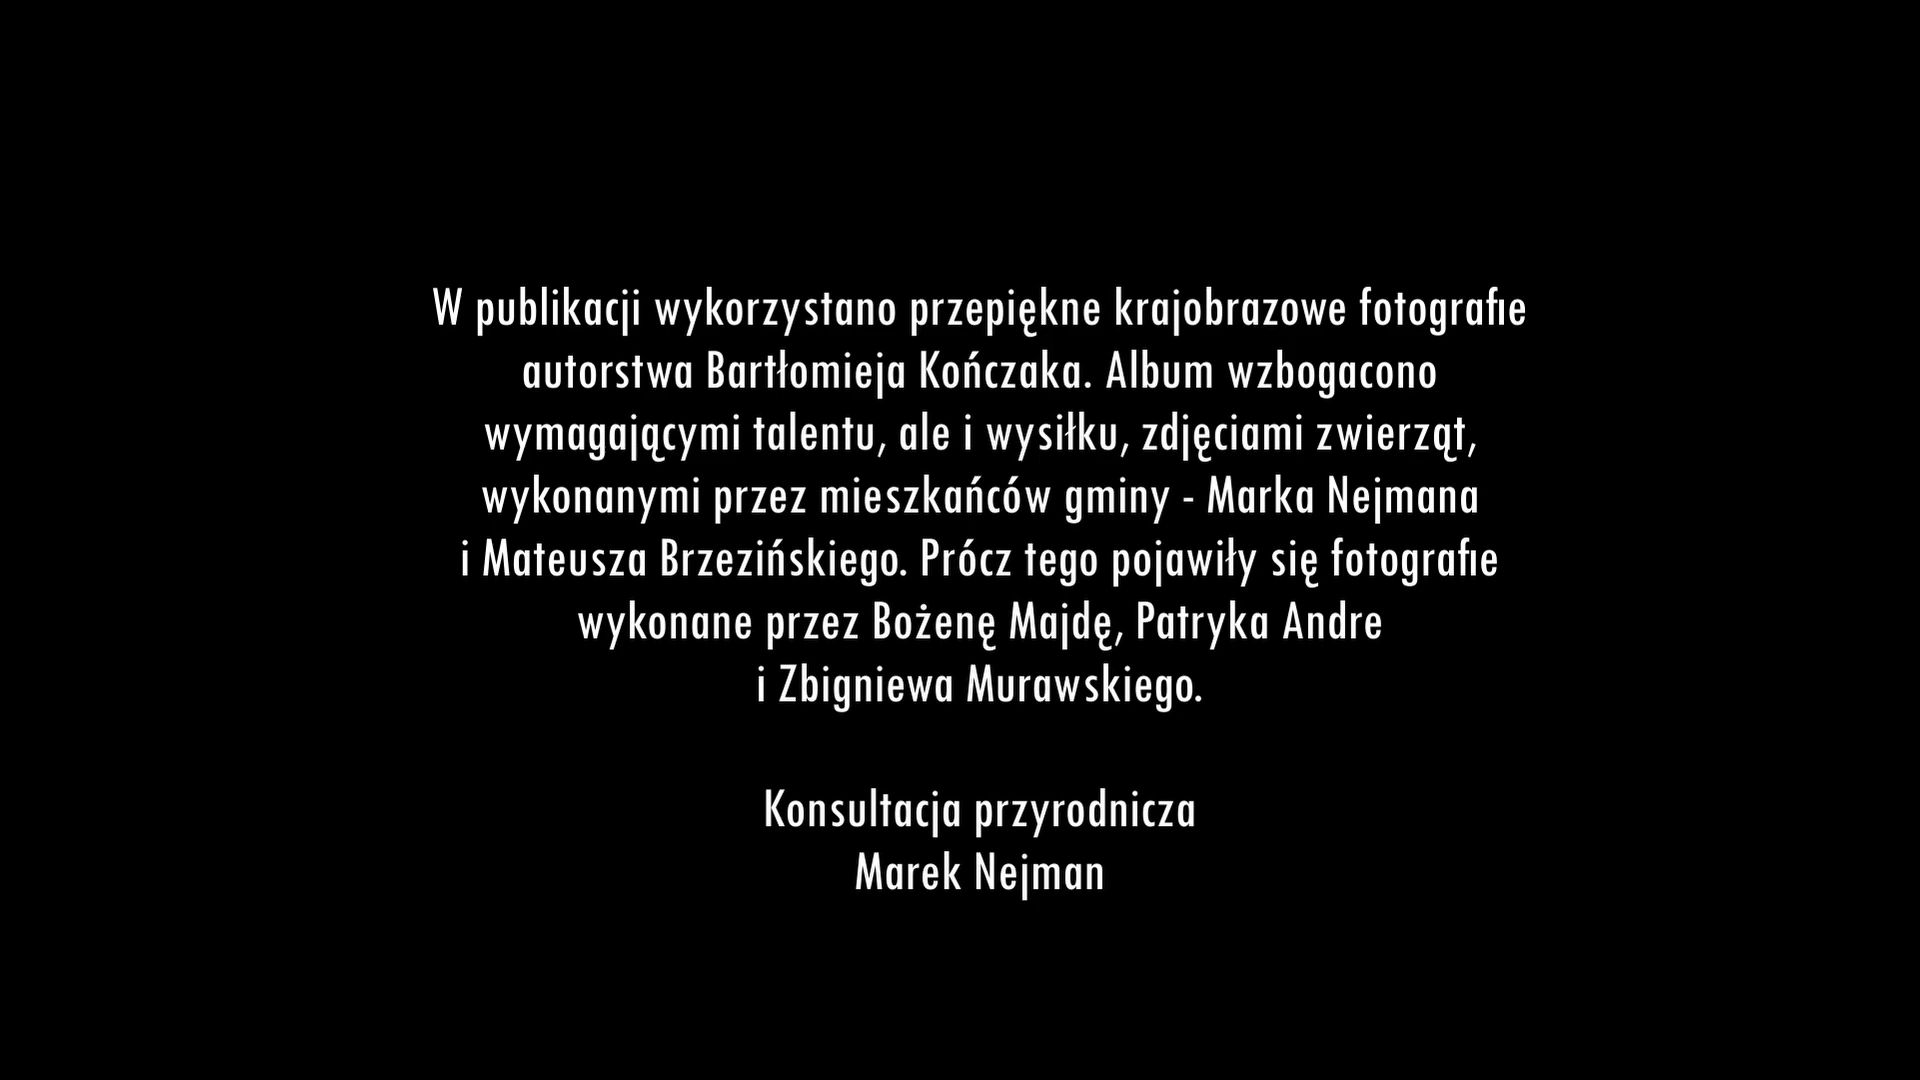 W publikacji wykorzystano przepiękne krajobrazowe fotografie
autorstwa Bartłomieja Kończaka. Album wzbogacono
wymagającymi talentu, ale i wysiłku, zdjęciami zwierząt,
wykonanymi przez mieszkańców gminy - Marka Nejmana
i Mateusza Brzezińskiego. Prócz tego pojawiły się fotografie
wykonane przez Bożenę Majdę, Patryka Andre
i Zbigniewa Murawskiego.
Konsultacja przyrodnicza
Marek Nejman